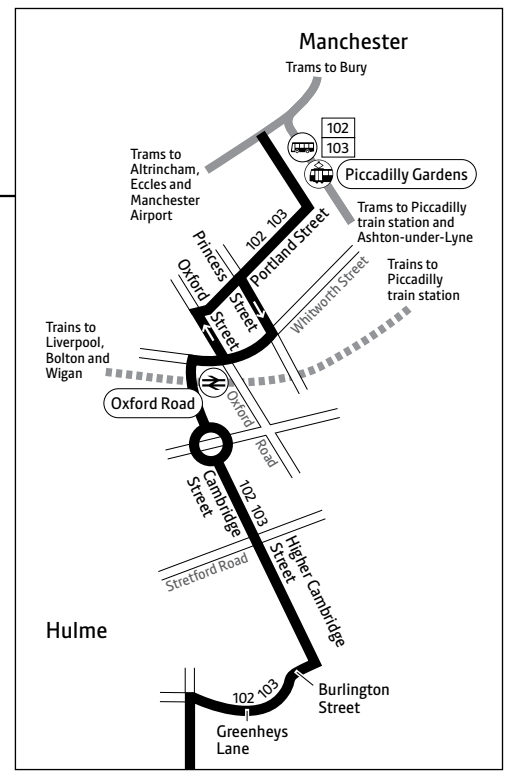 Manchester
Trams to Bury
102
103
Trams to
Altrincham,
Eccles and
Manchester
Airport
Piccadilly Gardens
Trams to Piccadilly
train station and
Ashton-under-Lyne
102 103
Portland Street
Princess
Street
Oxford
Street
Whitworth Street
Trains to
Piccadilly
train station
Trains to
Liverpool,
Bolton and
Wigan
Oxford Road
Oxford
Road
Cambridge
Street
102 103
Stretford Road
Higher Cambridge
Street
Hulme
102 103
Burlington
Street
Greenheys
Lane